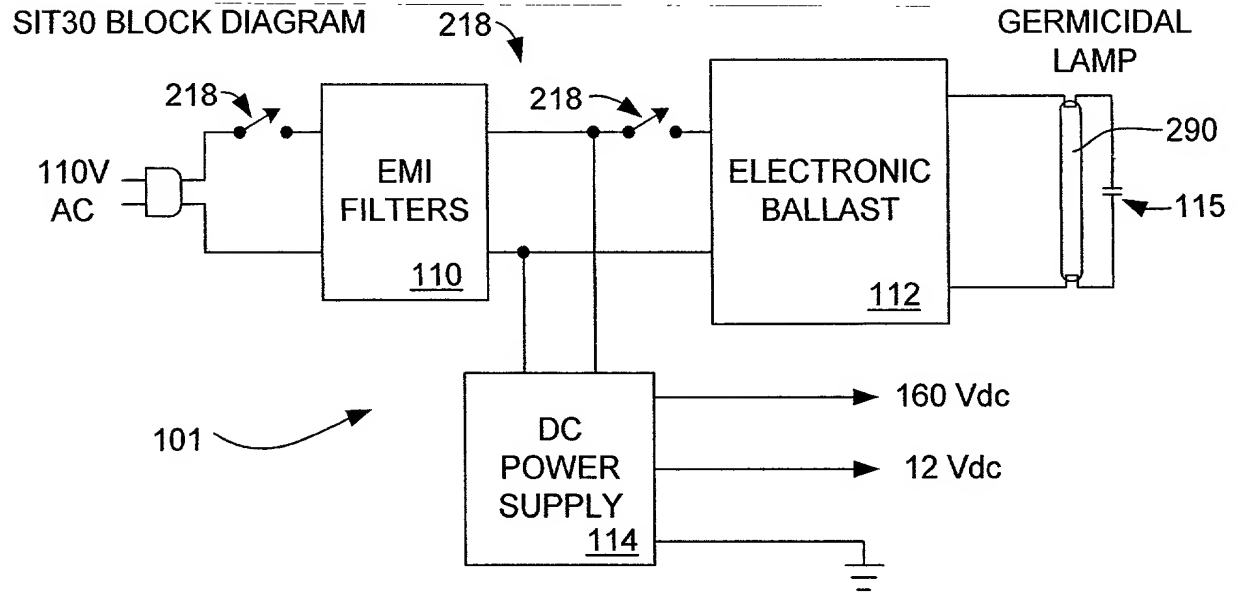 SIT30 BLOCK DIAGRAM
218
GERMICIDAL
LAMP
218
218
290
110V
AC
EMI
FILTERS
110
ELECTRONIC
BALLAST
112
115
101
DC
POWER
SUPPLY
114
160 Vdc
12 Vdc